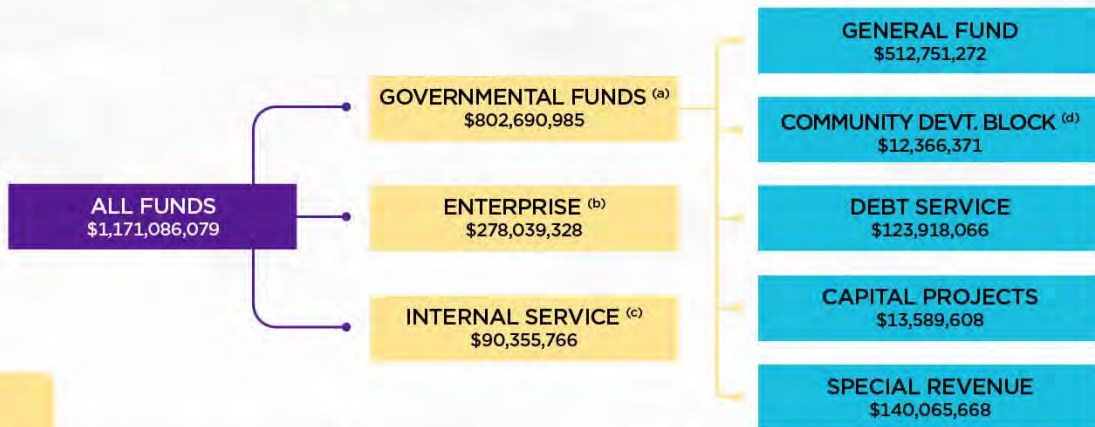 ALL FUNDS
$1,171,086,079
GOVERNMENTAL FUNDS (a)
$802,690,985
ENTERPRISE (b)
$278,039,328
INTERNAL SERVICE (c)
$90,355,766
GENERAL FUND
$512,751,272
COMMUNITY DEVT. BLOCK (d)
$12,366,371
DEBT SERVICE
$123,918,066
CAPITAL PROJECTS
$13,589,608
SPECIAL REVENUE
$140,065,668